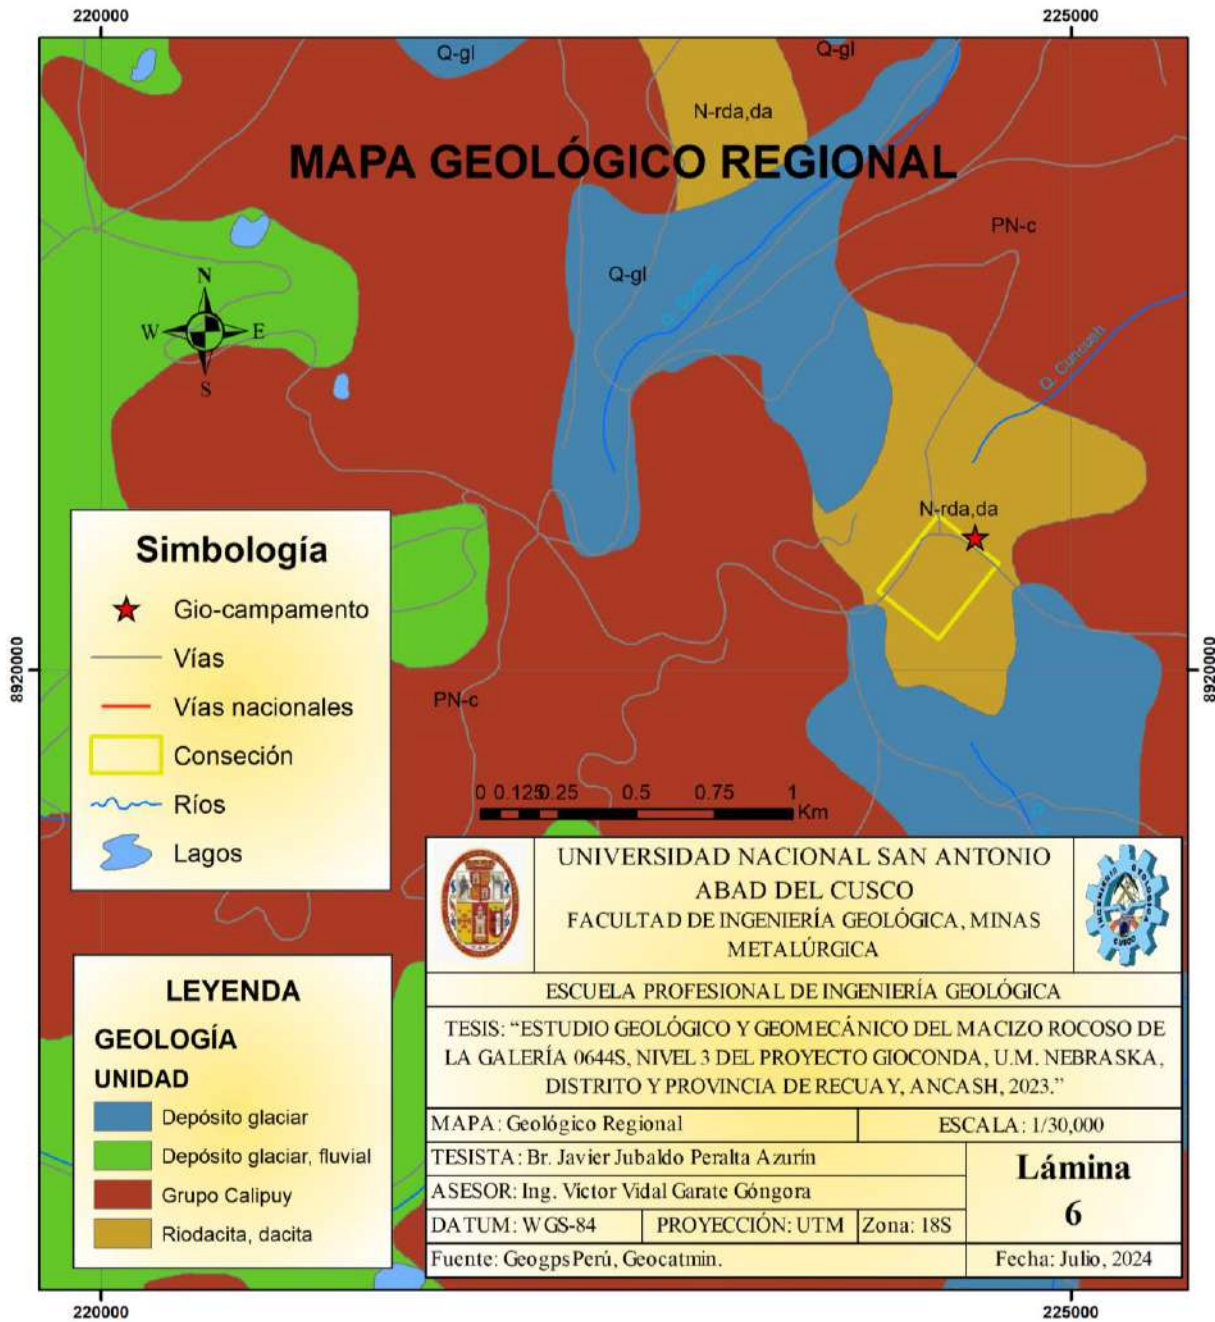 220000
225000
Q-gl
Q-gl
N-rda,da
MAPA GEOLÓGICO REGIONAL
PN-c
Q-gl
N
W
E
S
Q. Cuncush
N-rda,da
8920000
8920000
Simbología
Gio-campamento
Vías
Vías nacionales
Conseción
Ríos
Lagos
PN-c
0 0.125 0.25 0.5 0.75 1
Km
UNIVERSIDAD NACIONAL SAN ANTONIO
ABAD DEL CUSCO
FACULTAD DE INGENIERÍA GEOLÓGICA, MINAS
METALÚRGICA
ESCUELA PROFESIONAL DE INGENIERÍA GEOLÓGICA
TESIS: “ESTUDIO GEOLÓGICO Y GEOMECÁNICO DEL MACIZO ROCOSO DE
LA GALERÍA 0644S, NIVEL 3 DEL PROYECTO GIOCONDA, U.M. NEBRASKA,
DISTRITO Y PROVINCIA DE RECUAY, ANCASH, 2023.”
MAPA: Geológico Regional
ESCALA: 1/30,000
TESISTA: Br. Javier Jubaldo Peralta Azurín
ASESOR: Ing. Víctor Vidal Garate Góngora
DATUM: WGS-84
PROYECCIÓN: UTM
Zona: 18S
Lámina
6
Fuente: GeogpsPerú, Geocatmin.
Fecha: Julio, 2024
LEYENDA
GEOLOGÍA
UNIDAD
Depósito glaciar
Depósito glaciar, fluvial
Grupo Calipuy
Riodacita, dacita
220000
225000